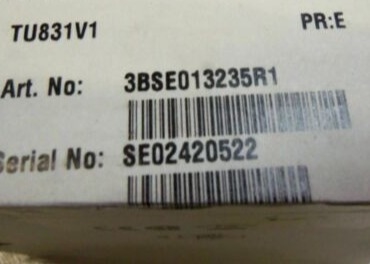 TU831V1 PR:E
Art. No: 3BSE013235R1
Serial No: SE02420522